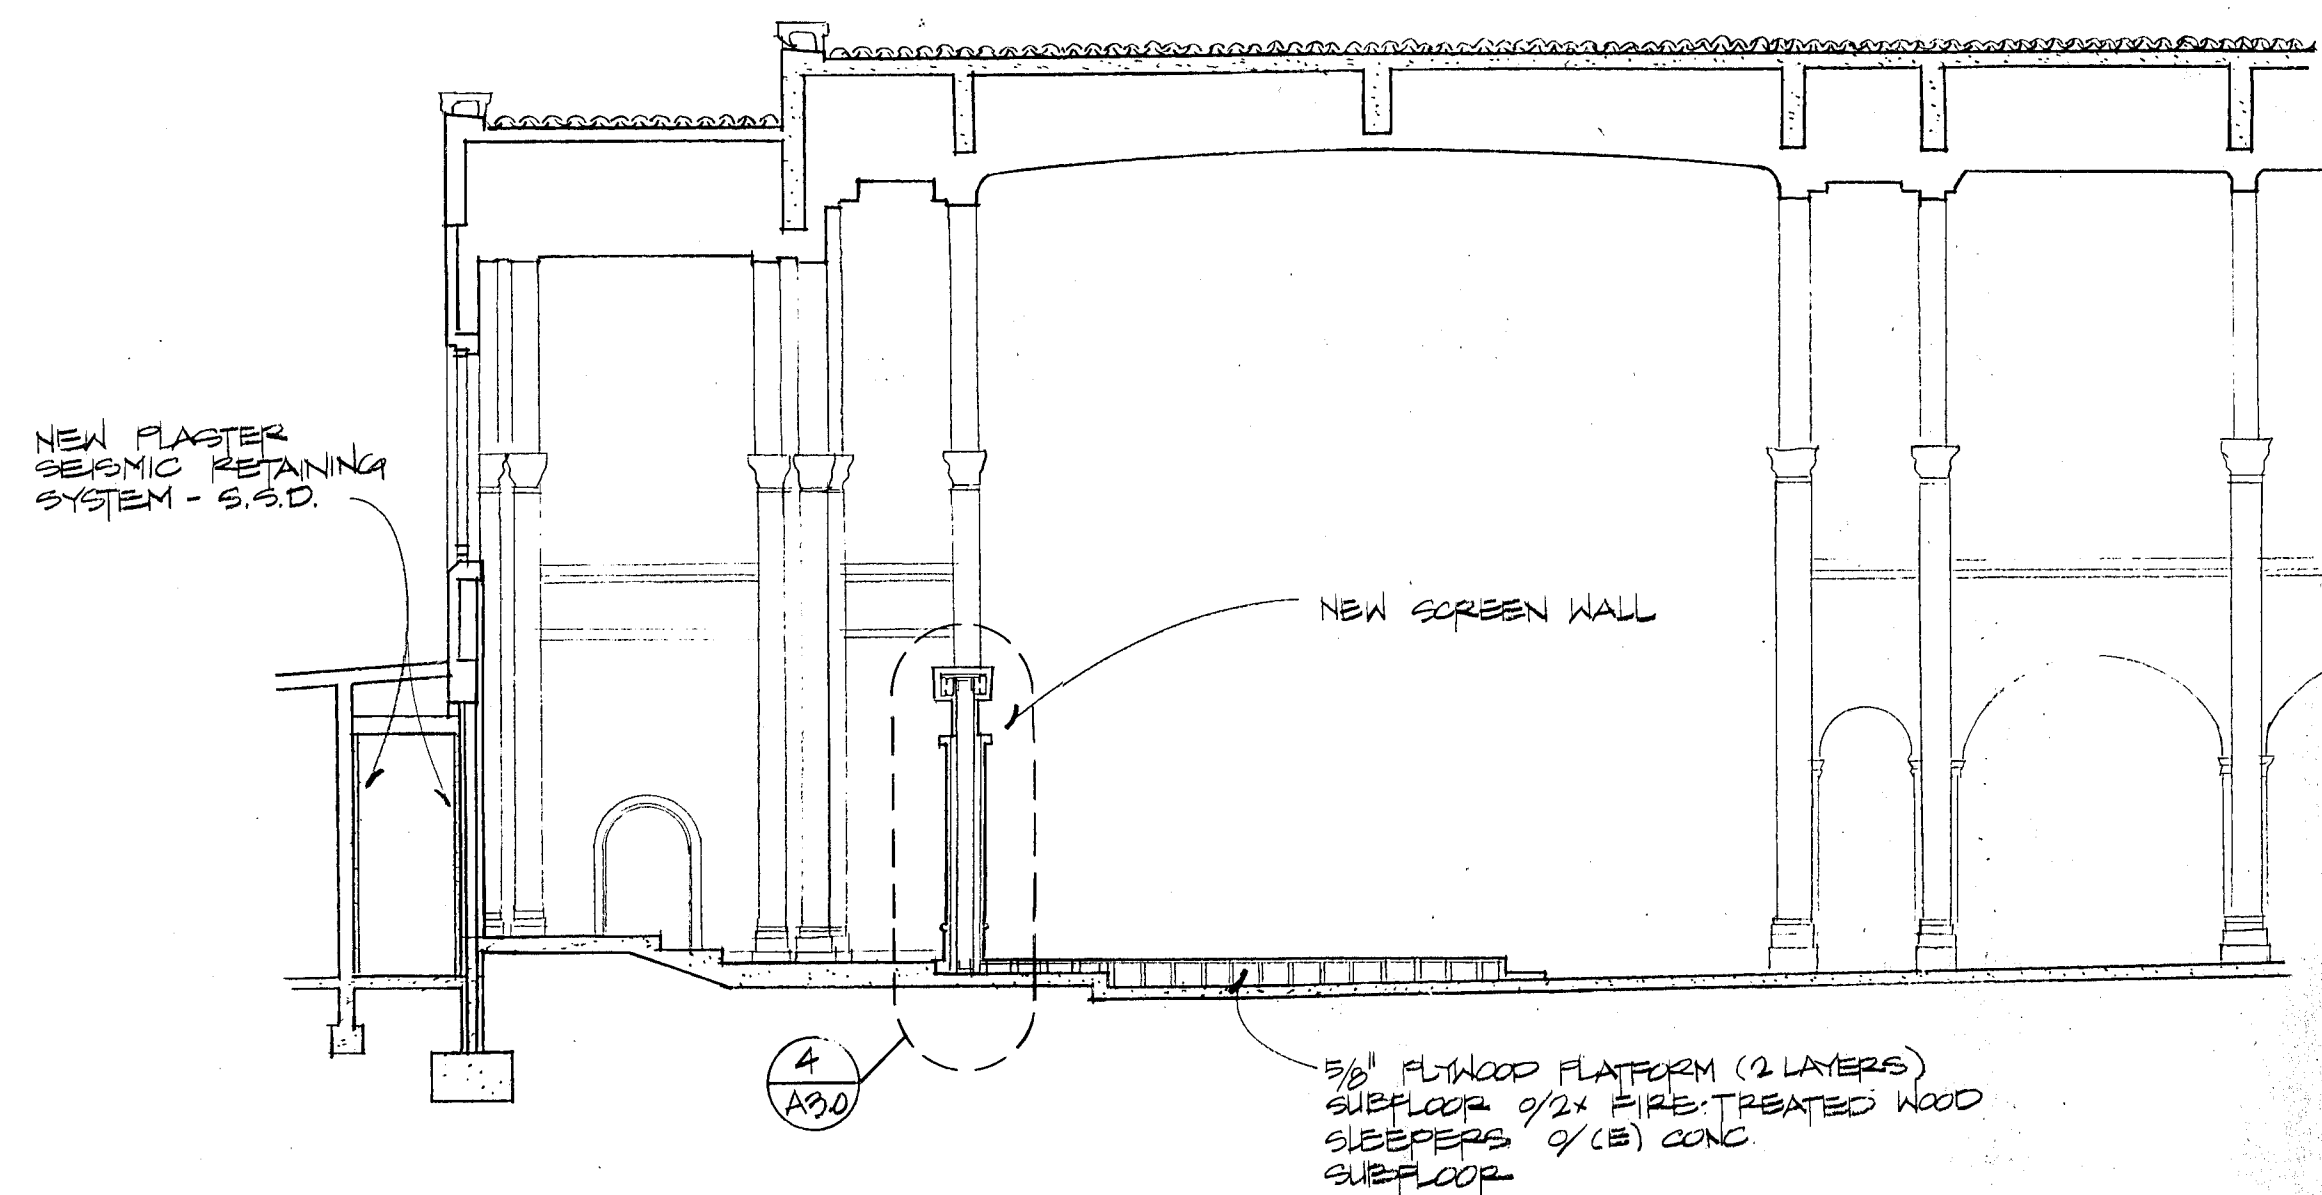 NEW PLASTER
SEISMIC RETAINING
SYSTEM - S.S.D.
NEW SCREEN WALL
4
A3.0
5/8" PLYWOOD PLATFORM (2 LAYERS)
SUBFLOOR O/2X FIRE-TREATED WOOD
SLEEPERS O/(E) CONC.
SUBFLOOR